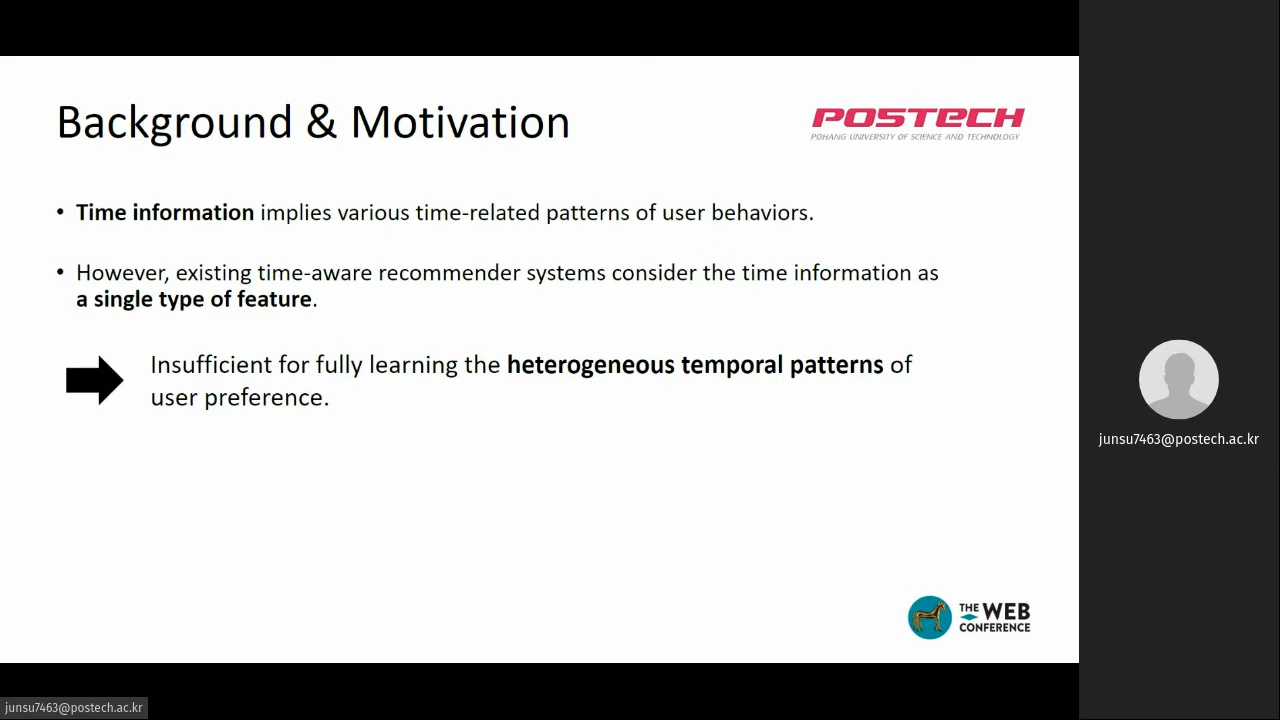 Background & Motivation
POSTECH
POHANG UNIVERSITY OF SCIENCE AND TECHNOLOGY
• Time information implies various time-related patterns of user behaviors.
• However, existing time-aware recommender systems consider the time information as
a single type of feature.
Insufficient for fully learning the heterogeneous temporal patterns of
user preference.
junsu7463@postech.ac.kr
THE WEB
CONFERENCE
junsu7463@postech.ac.kr